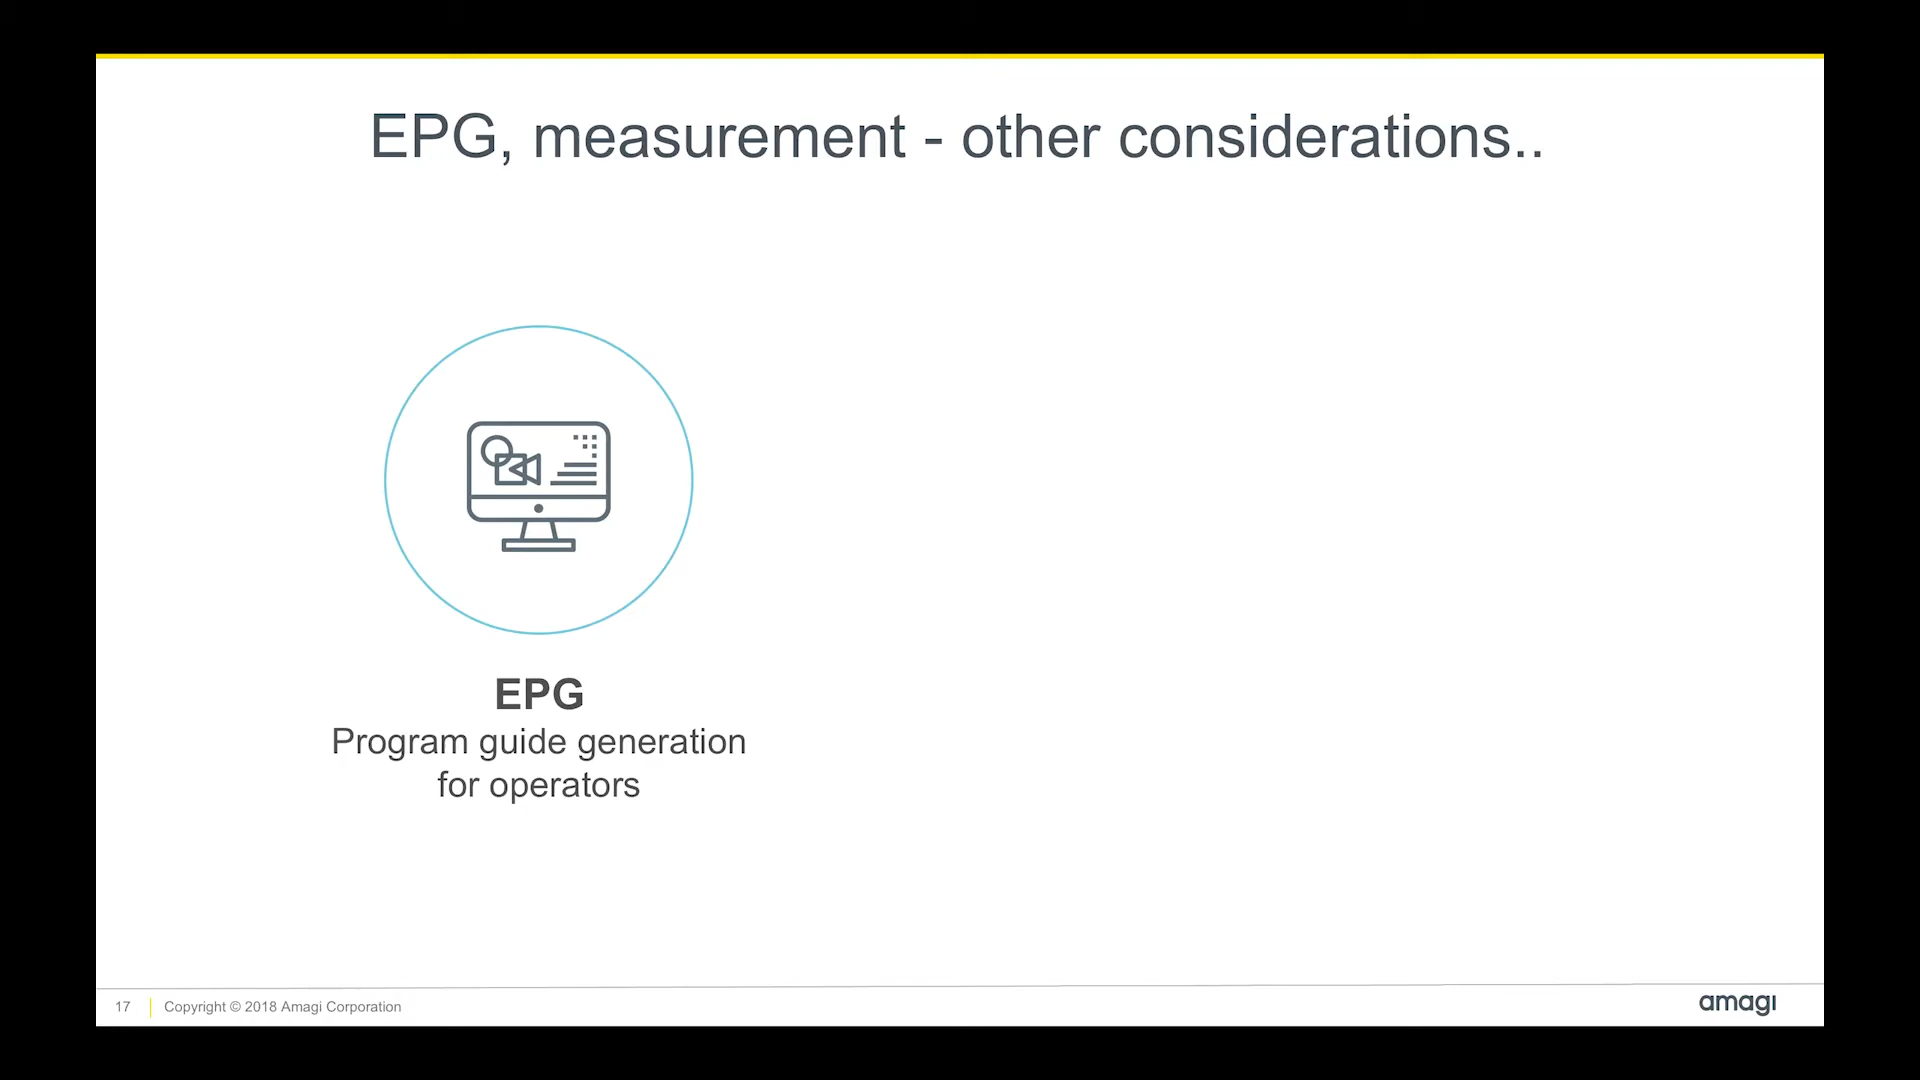 EPG, measurement - other considerations..
EPG
Program guide generation
for operators
17
Copyright © 2018 Amagi Corporation
amagi